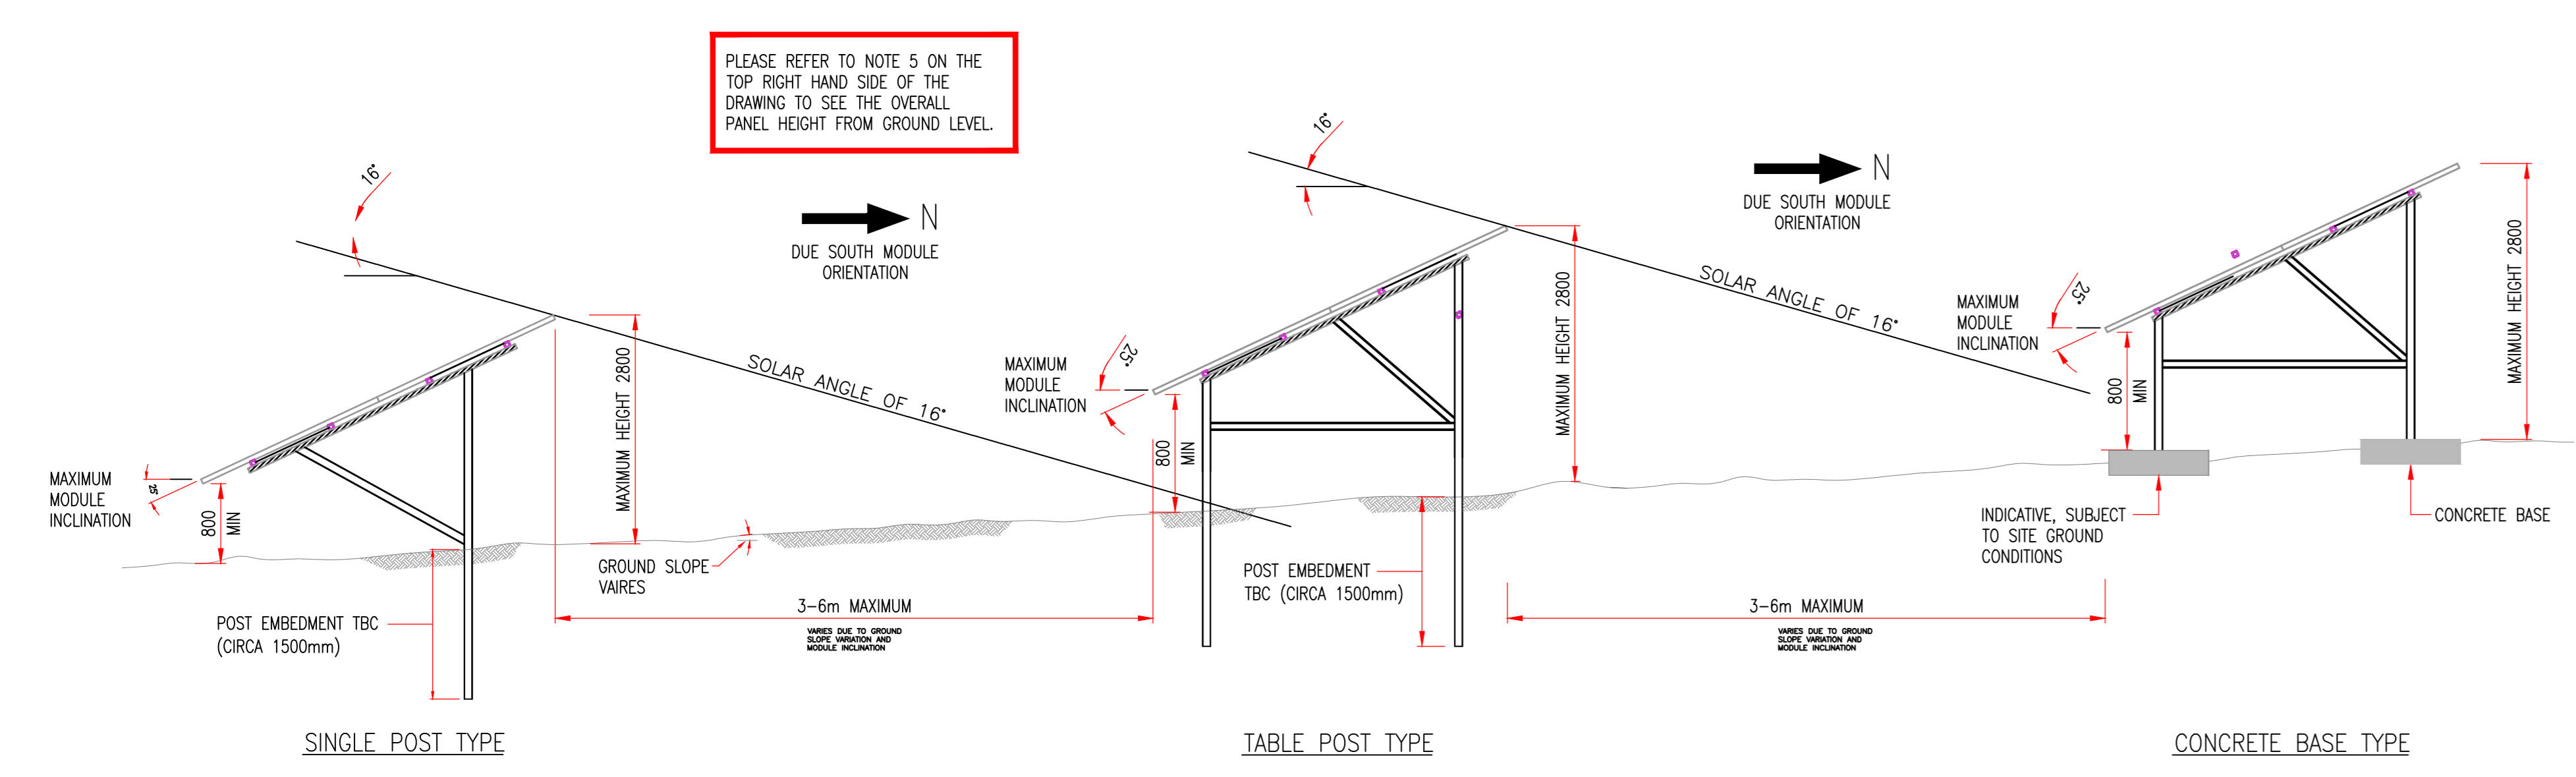 PLEASE REFER TO NOTE 5 ON THE
TOP RIGHT HAND SIDE OF THE
DRAWING TO SEE THE OVERALL
PANEL HEIGHT FROM GROUND LEVEL.
16°
N
DUE SOUTH MODULE
ORIENTATION
SOLAR ANGLE OF 16°
MAXIMUM HEIGHT 2800
MAXIMUM
MODULE
INCLINATION
25°
800
MIN
GROUND SLOPE
VAIRES
POST EMBEDMENT TBC
(CIRCA 1500mm)
3-6m MAXIMUM
VARIES DUE TO GROUND
SLOPE VARIATION AND
MODULE INCLINATION
SINGLE POST TYPE
16°
N
DUE SOUTH MODULE
ORIENTATION
SOLAR ANGLE OF 16°
MAXIMUM HEIGHT 2800
MAXIMUM
MODULE
INCLINATION
25°
800
MIN
POST EMBEDMENT
TBC (CIRCA 1500mm)
3-6m MAXIMUM
VARIES DUE TO GROUND
SLOPE VARIATION AND
MODULE INCLINATION
TABLE POST TYPE
MAXIMUM
MODULE
INCLINATION
25°
800
MIN
MAXIMUM HEIGHT 2800
INDICATIVE, SUBJECT
TO SITE GROUND
CONDITIONS
CONCRETE BASE
CONCRETE BASE TYPE